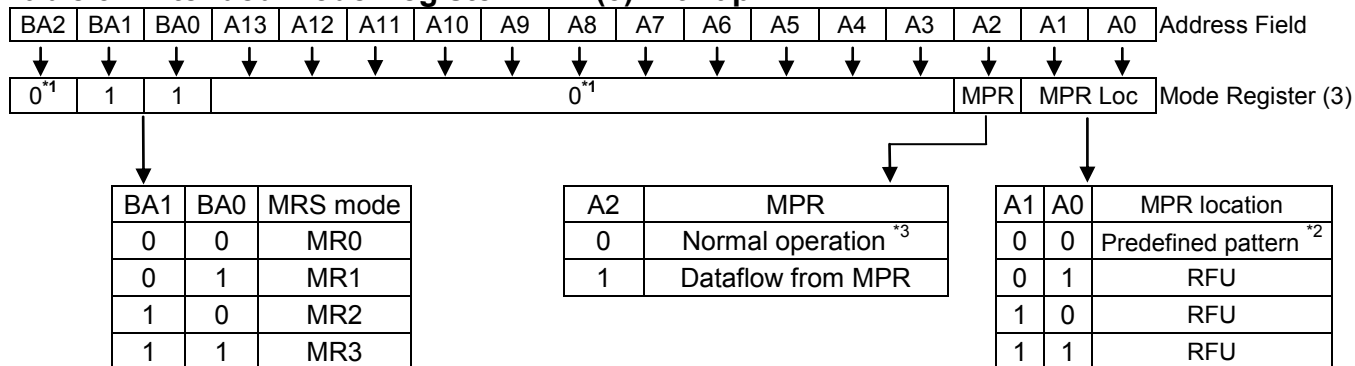 BA2 BA1 BA0 A13 A12 A11 A10 A9 A8 A7 A6 A5 A4 A3 A2 A1 A0 Address Field
0*1 1 1 0*1 MPR MPR Loc Mode Register (3)
BA1 BA0 MRS mode
0 0 MR0
0 1 MR1
1 0 MR2
1 1 MR3
A2 MPR
0 Normal operation *3
1 Dataflow from MPR
A1 A0 MPR location
0 0 Predefined pattern *2
0 1 RFU
1 0 RFU
1 1 RFU